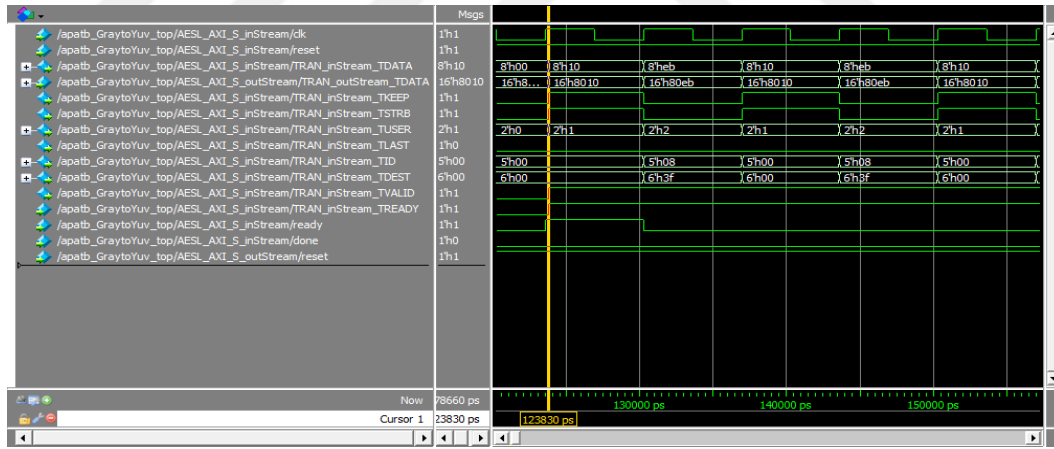 Msgs
/apatb_GraytoYuv_top/AESL_AXI_S_inStream/clk 1'h1
/apatb_GraytoYuv_top/AESL_AXI_S_inStream/reset 1'h1
/apatb_GraytoYuv_top/AESL_AXI_S_inStream/TRAN_inStream_TDATA 8'h10 8'h00 8'h10 8'heb 8'h10 8'heb 8'h10
/apatb_GraytoYuv_top/AESL_AXI_S_outStream/TRAN_outStream_TDATA 16'h8010 16'h8... 16'h8010 16'h80eb 16'h8010 16'h80eb 16'h8010
/apatb_GraytoYuv_top/AESL_AXI_S_inStream/TRAN_inStream_TKEEP 1'h1
/apatb_GraytoYuv_top/AESL_AXI_S_inStream/TRAN_inStream_TSTRB 1'h1
/apatb_GraytoYuv_top/AESL_AXI_S_inStream/TRAN_inStream_TUSER 2'h1 2'h0 2'h1 2'h2 2'h1 2'h2 2'h1
/apatb_GraytoYuv_top/AESL_AXI_S_inStream/TRAN_inStream_TLAST 1'h0
/apatb_GraytoYuv_top/AESL_AXI_S_inStream/TRAN_inStream_TID 5'h00 5'h00 5'h08 5'h00 5'h08 5'h00
/apatb_GraytoYuv_top/AESL_AXI_S_inStream/TRAN_inStream_TDEST 6'h00 6'h00 6'h3f 6'h00 6'h3f 6'h00
/apatb_GraytoYuv_top/AESL_AXI_S_inStream/TRAN_inStream_TVALID 1'h1
/apatb_GraytoYuv_top/AESL_AXI_S_inStream/TRAN_inStream_TREADY 1'h1
/apatb_GraytoYuv_top/AESL_AXI_S_inStream/ready 1'h1
/apatb_GraytoYuv_top/AESL_AXI_S_inStream/done 1'h0
/apatb_GraytoYuv_top/AESL_AXI_S_outStream/reset 1'h1
Now 78660 ps 130000 ps 140000 ps 150000 ps
Cursor 1 23830 ps 123830 ps